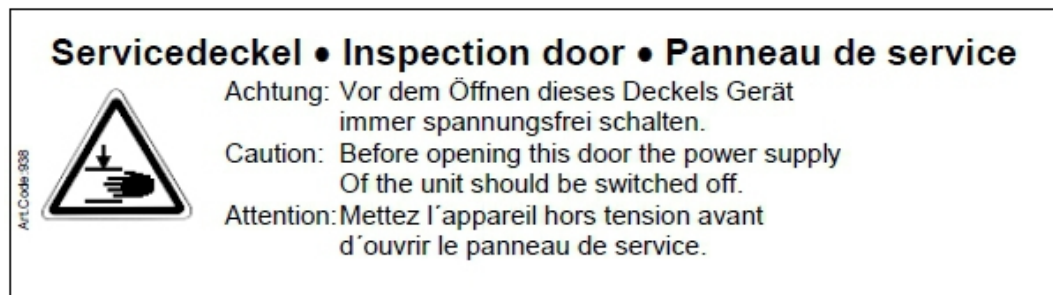 Servicedeckel • Inspection door • Panneau de service
Achtung: Vor dem Öffnen dieses Deckels Gerät
immer spannungsfrei schalten.
Caution: Before opening this door the power supply
Of the unit should be switched off.
Attention: Mettez l´appareil hors tension avant
d´ouvrir le panneau de service.
Art.Code:938